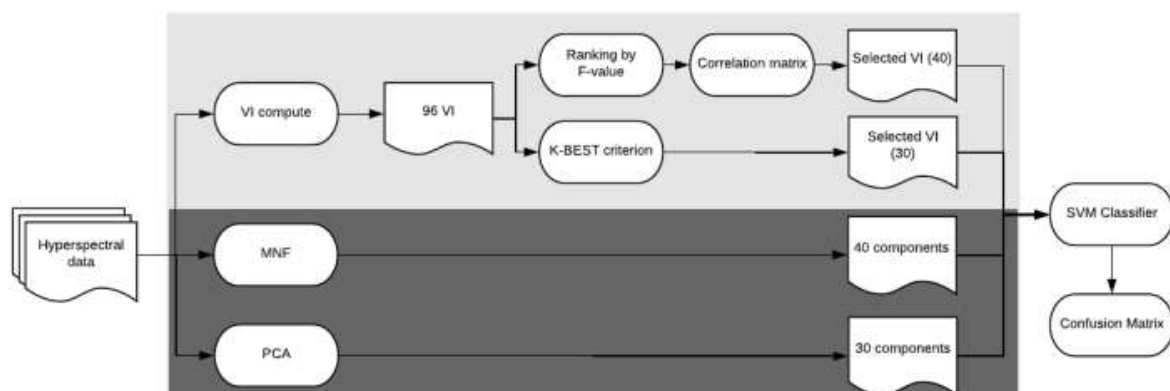 Ranking by
F-value
Correlation matrix
Selected VI (40)
VI compute
96 VI
K-BEST criterion
Selected VI
(30)
Hyperspectral
data
MNF
40 components
SVM Classifier
PCA
30 components
Confusion Matrix